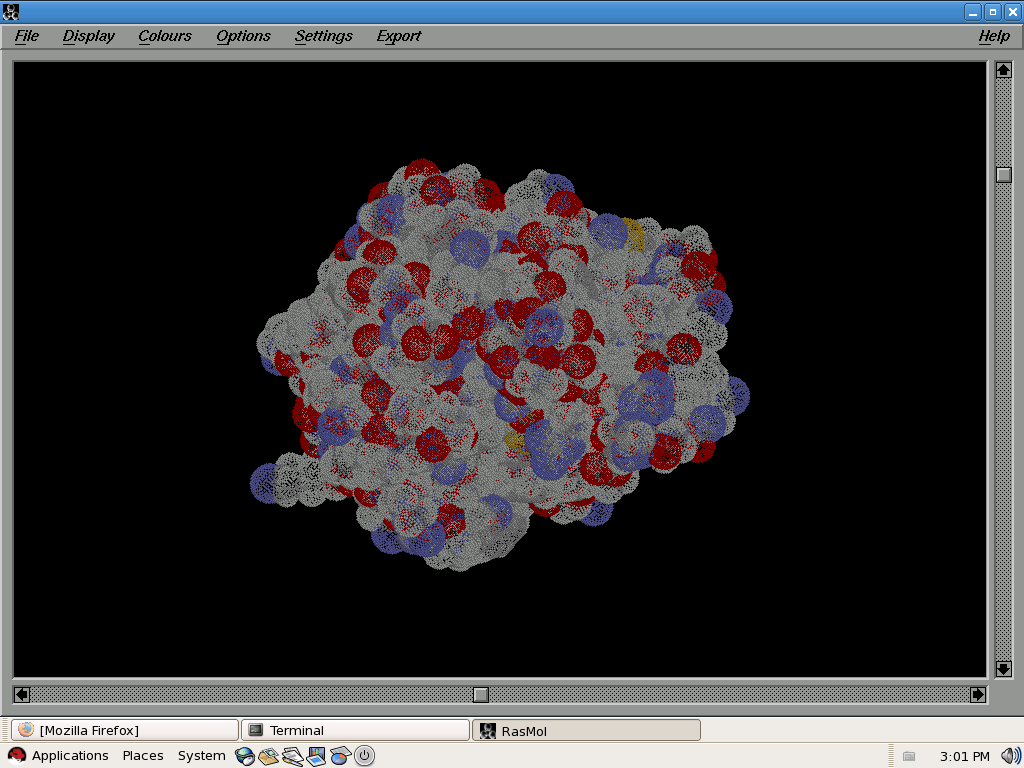 File Display Colours Options Settings Export Help
[Mozilla Firefox] Terminal RasMol
Applications Places System 3:01 PM